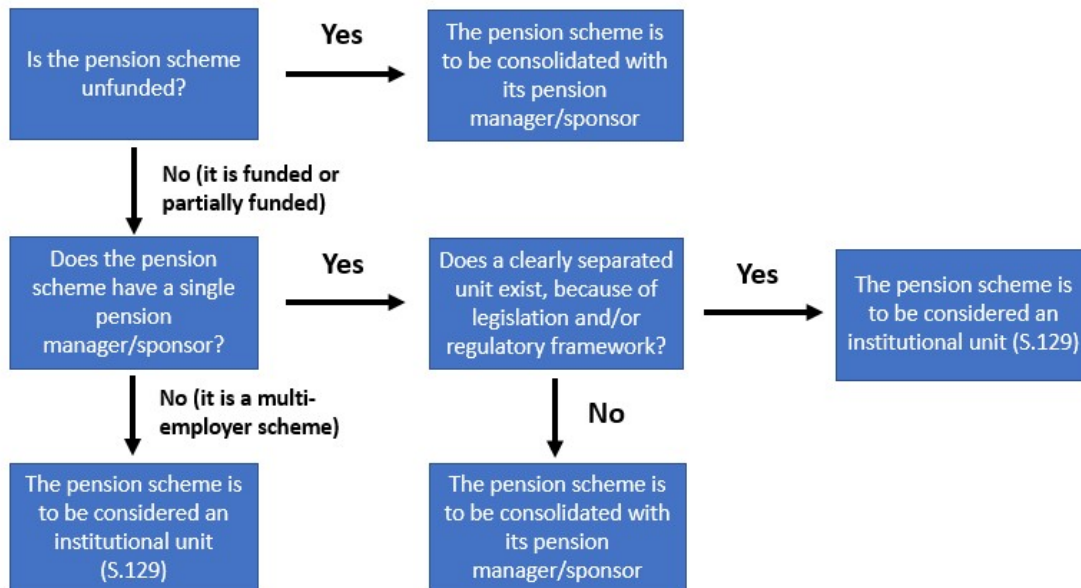 Is the pension scheme
unfunded?
Yes
The pension scheme is
to be consolidated with
its pension
manager/sponsor
No (it is funded or
partially funded)
Does the pension
scheme have a single
pension
manager/sponsor?
Yes
Does a clearly separated
unit exist, because of
legislation and/or
regulatory framework?
Yes
The pension scheme is
to be considered an
institutional unit (S.129)
No (it is a multi-
employer scheme)
No
The pension scheme is
to be considered an
institutional unit
(S.129)
The pension scheme is
to be consolidated with
its pension
manager/sponsor